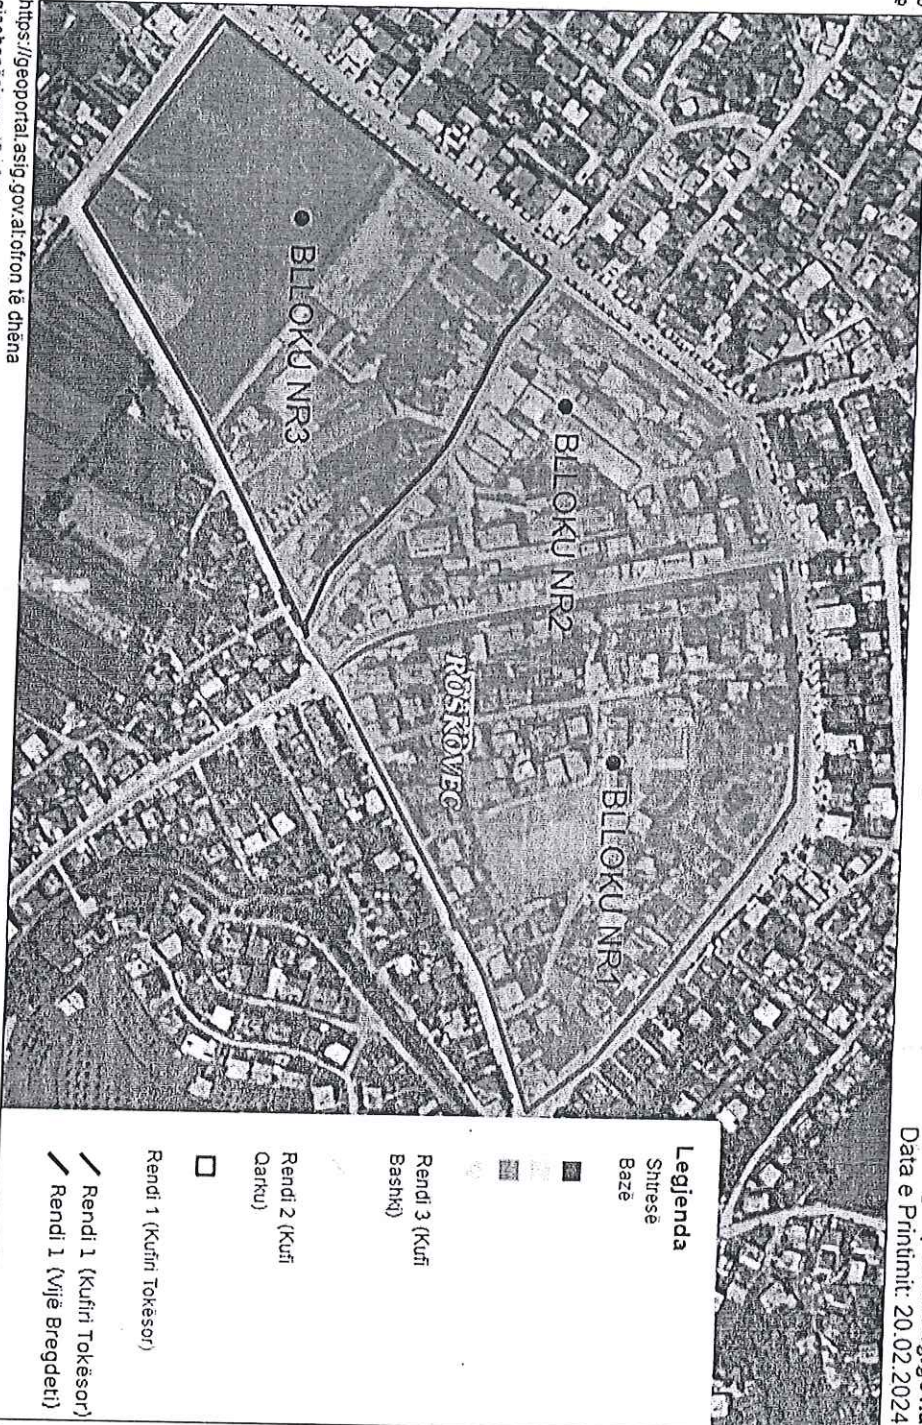 Data e Printimit: 20.02.2024
BLLOKU NR3
BLLOKU NR2
BLLOKU NR1
ROSKOVEC
Legjenda
Shtresë
Bazë
Rendi 3 (Kufi
Bashki)
Rendi 2 (Kufi
Qarku)
Rendi 1 (Kufiri Tokësor)
Rendi 1 (Kufiri Tokësor)
Rendi 1 (Vijë Bregdeti)
https://geoportal.asig.gov.al:ofron të dhëna